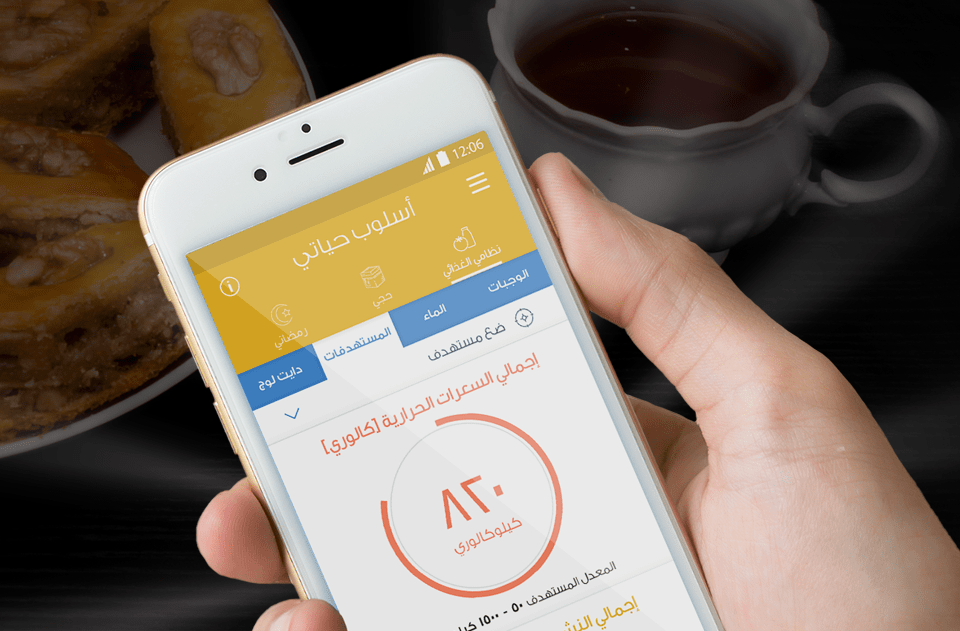 12:06
أسلوب حياتي
نظامي الغذائي
حجي
رمضاني
الوجبات
الماء
المستهدفات
دايت لوج
ضع مستهدف
إجمالي السعرات الحرارية [كالوري]
٨٢٠
كيلوكالوري
المعدل المستهدف ٥٠ - ١٥٠٠
إجمالي